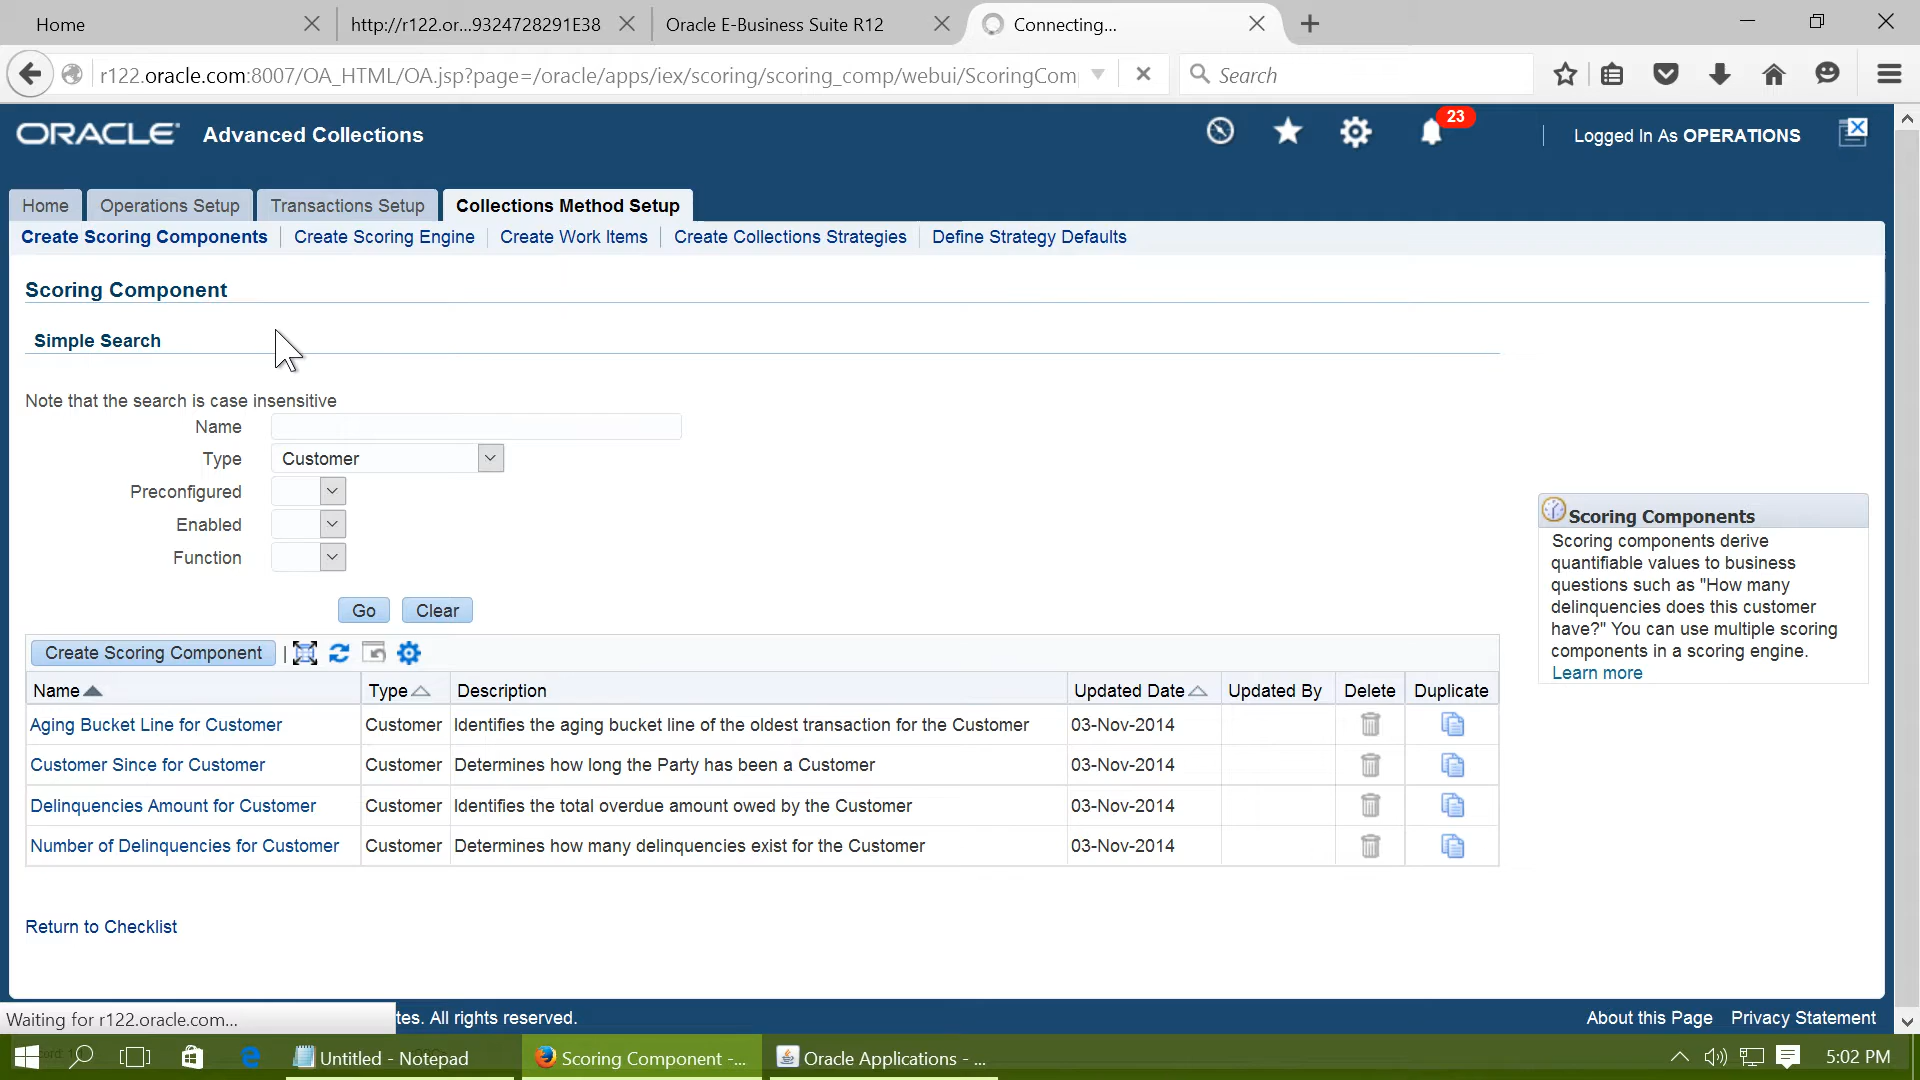 Home
http://r122.or...9324728291E38
Oracle E-Business Suite R12
Connecting...
r122.oracle.com:8007/OA_HTML/OA.jsp?page=/oracle/apps/iex/scoring/scoring_comp/webui/ScoringCom
Search
ORACLE Advanced Collections
23
Logged In As OPERATIONS
Home
Operations Setup
Transactions Setup
Collections Method Setup
Create Scoring Components
Create Scoring Engine
Create Work Items
Create Collections Strategies
Define Strategy Defaults
Scoring Component
Simple Search
Note that the search is case insensitive
Name
Type Customer
Preconfigured
Enabled
Function
Go Clear
Scoring Components
Scoring components derive
quantifiable values to business
questions such as "How many
delinquencies does this customer
have?" You can use multiple scoring
components in a scoring engine.
Learn more
Create Scoring Component
Name Type Description Updated Date Updated By Delete Duplicate
Aging Bucket Line for Customer Customer Identifies the aging bucket line of the oldest transaction for the Customer 03-Nov-2014
Customer Since for Customer Customer Determines how long the Party has been a Customer 03-Nov-2014
Delinquencies Amount for Customer Customer Identifies the total overdue amount owed by the Customer 03-Nov-2014
Number of Delinquencies for Customer Customer Determines how many delinquencies exist for the Customer 03-Nov-2014
Return to Checklist
Waiting for r122.oracle.com...
tes. All rights reserved.
About this Page Privacy Statement
Untitled - Notepad
Scoring Component -...
Oracle Applications - ...
5:02 PM